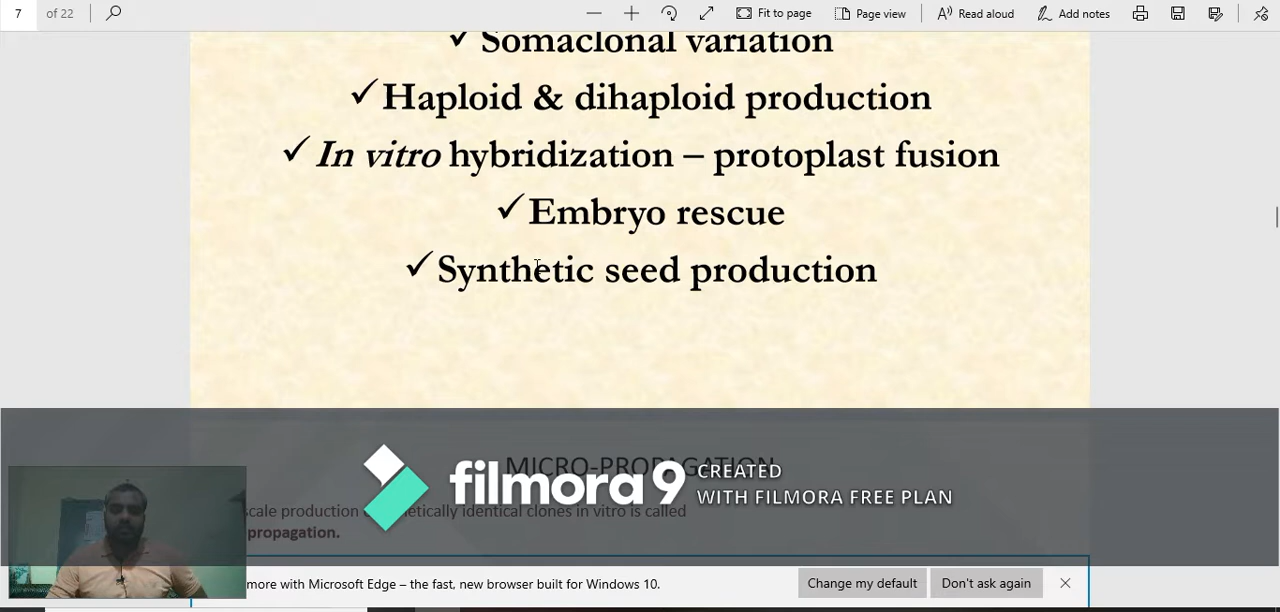 7 of 22 Fit to page Page view Read aloud Add notes
✓ Somaclonal variation
✓ Haploid & dihaploid production
✓ In vitro hybridization – protoplast fusion
✓ Embryo rescue
✓ Synthetic seed production
MICRO-PROPAGATION
filmora9 CREATED
WITH FILMORA FREE PLAN
scale production identical clones in vitro is called
propagation.
more with Microsoft Edge – the fast, new browser built for Windows 10. Change my default Don't ask again